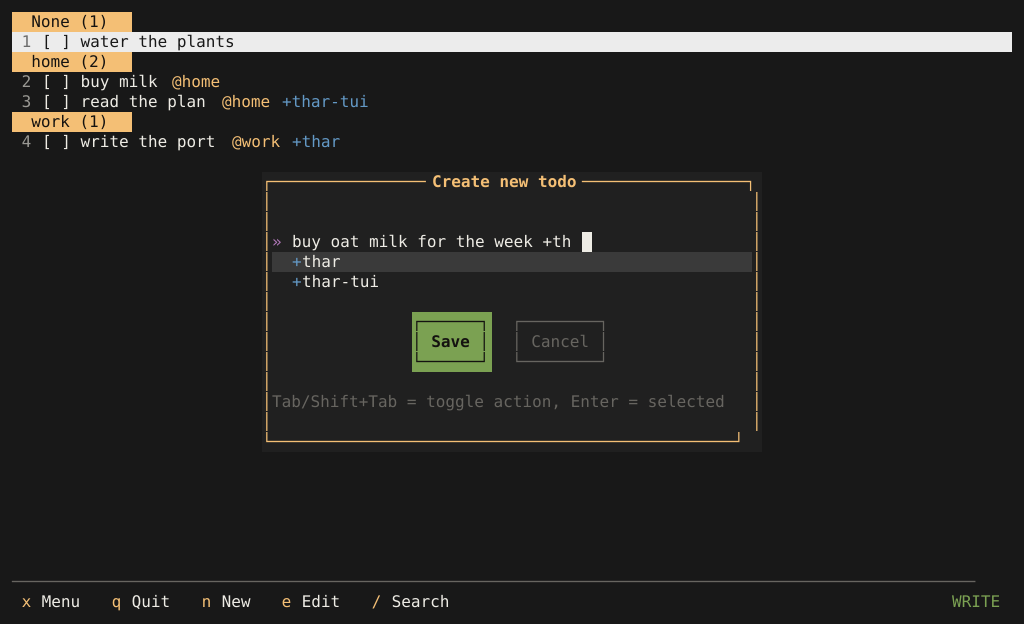 None (1)
1 [ ] water the plants
home (2)
2 [ ] buy milk @home
3 [ ] read the plan @home +thar-tui
work (1)
4 [ ] write the port @work +thar
Create new todo
» buy oat milk for the week +th
+thar
+thar-tui
Save Cancel
Tab/Shift+Tab = toggle action, Enter = selected
x Menu q Quit n New e Edit / Search WRITE